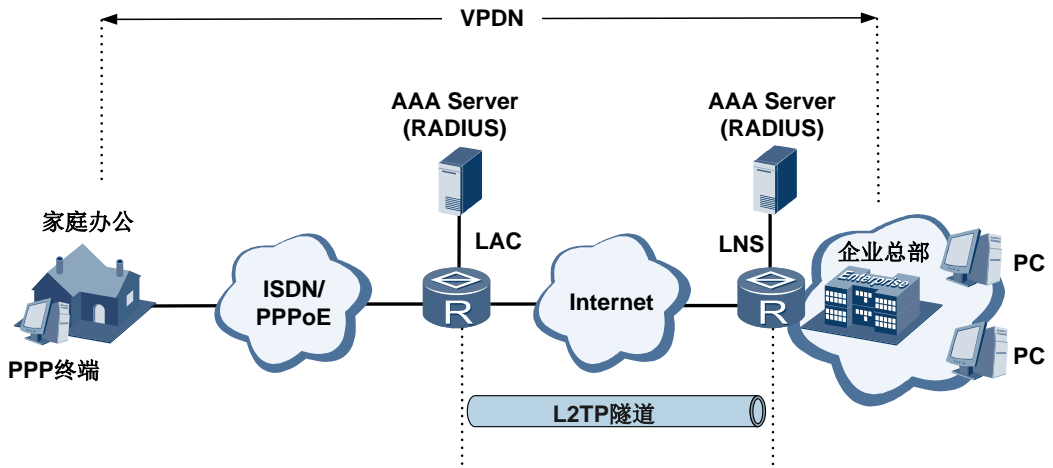 VPDN
AAA Server
(RADIUS)
AAA Server
(RADIUS)
家庭办公
LAC
LNS
企业总部
Enterprise
PC
ISDN/
PPPoE
R
Internet
R
PC
PPP终端
L2TP隧道